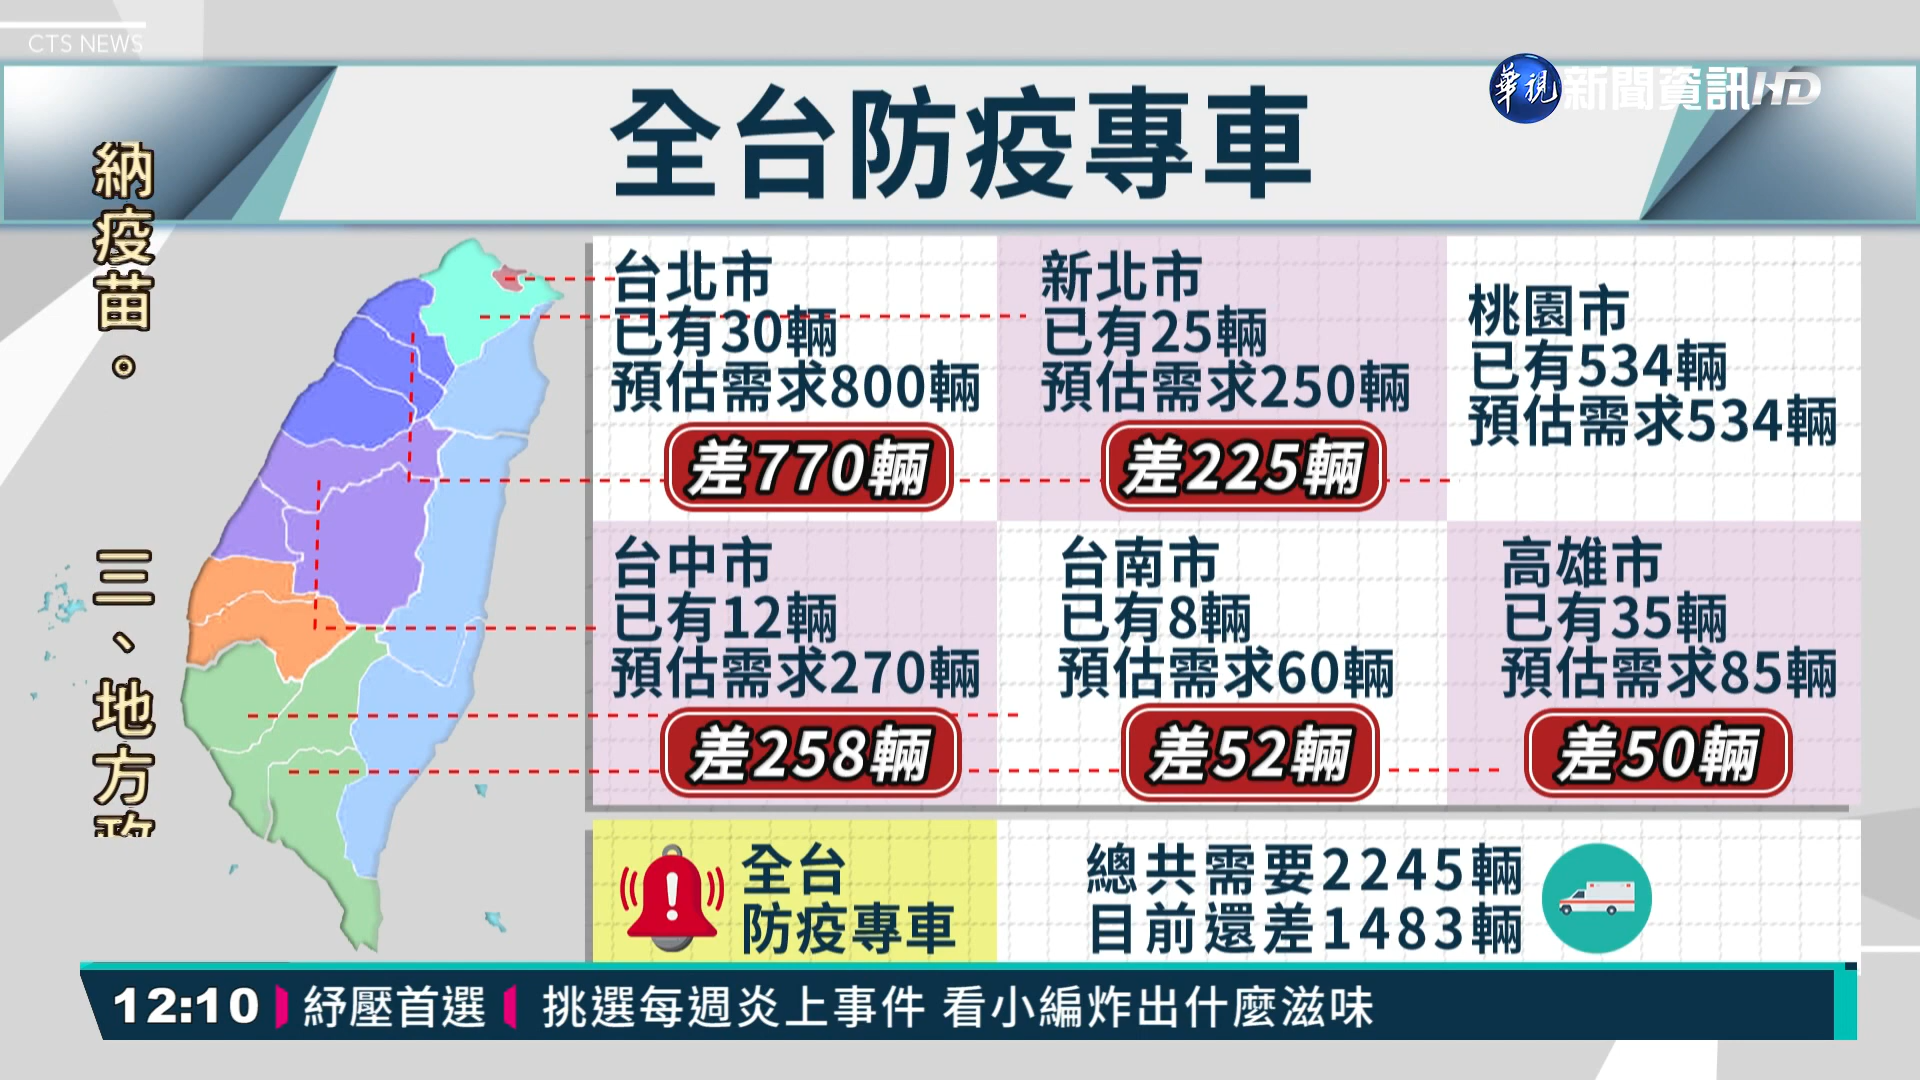 CTS NEWS
華視 新聞資訊HD
全台防疫專車
納疫苗。
三、地方政
台北市
已有30輛
預估需求800輛
差770輛
新北市
已有25輛
預估需求250輛
差225輛
桃園市
已有534輛
預估需求534輛
台中市
已有12輛
預估需求270輛
差258輛
台南市
已有8輛
預估需求60輛
差52輛
高雄市
已有35輛
預估需求85輛
差50輛
全台
防疫專車
總共需要2245輛
目前還差1483輛
12:10 紓壓首選 挑選每週炎上事件 看小編炸出什麼滋味